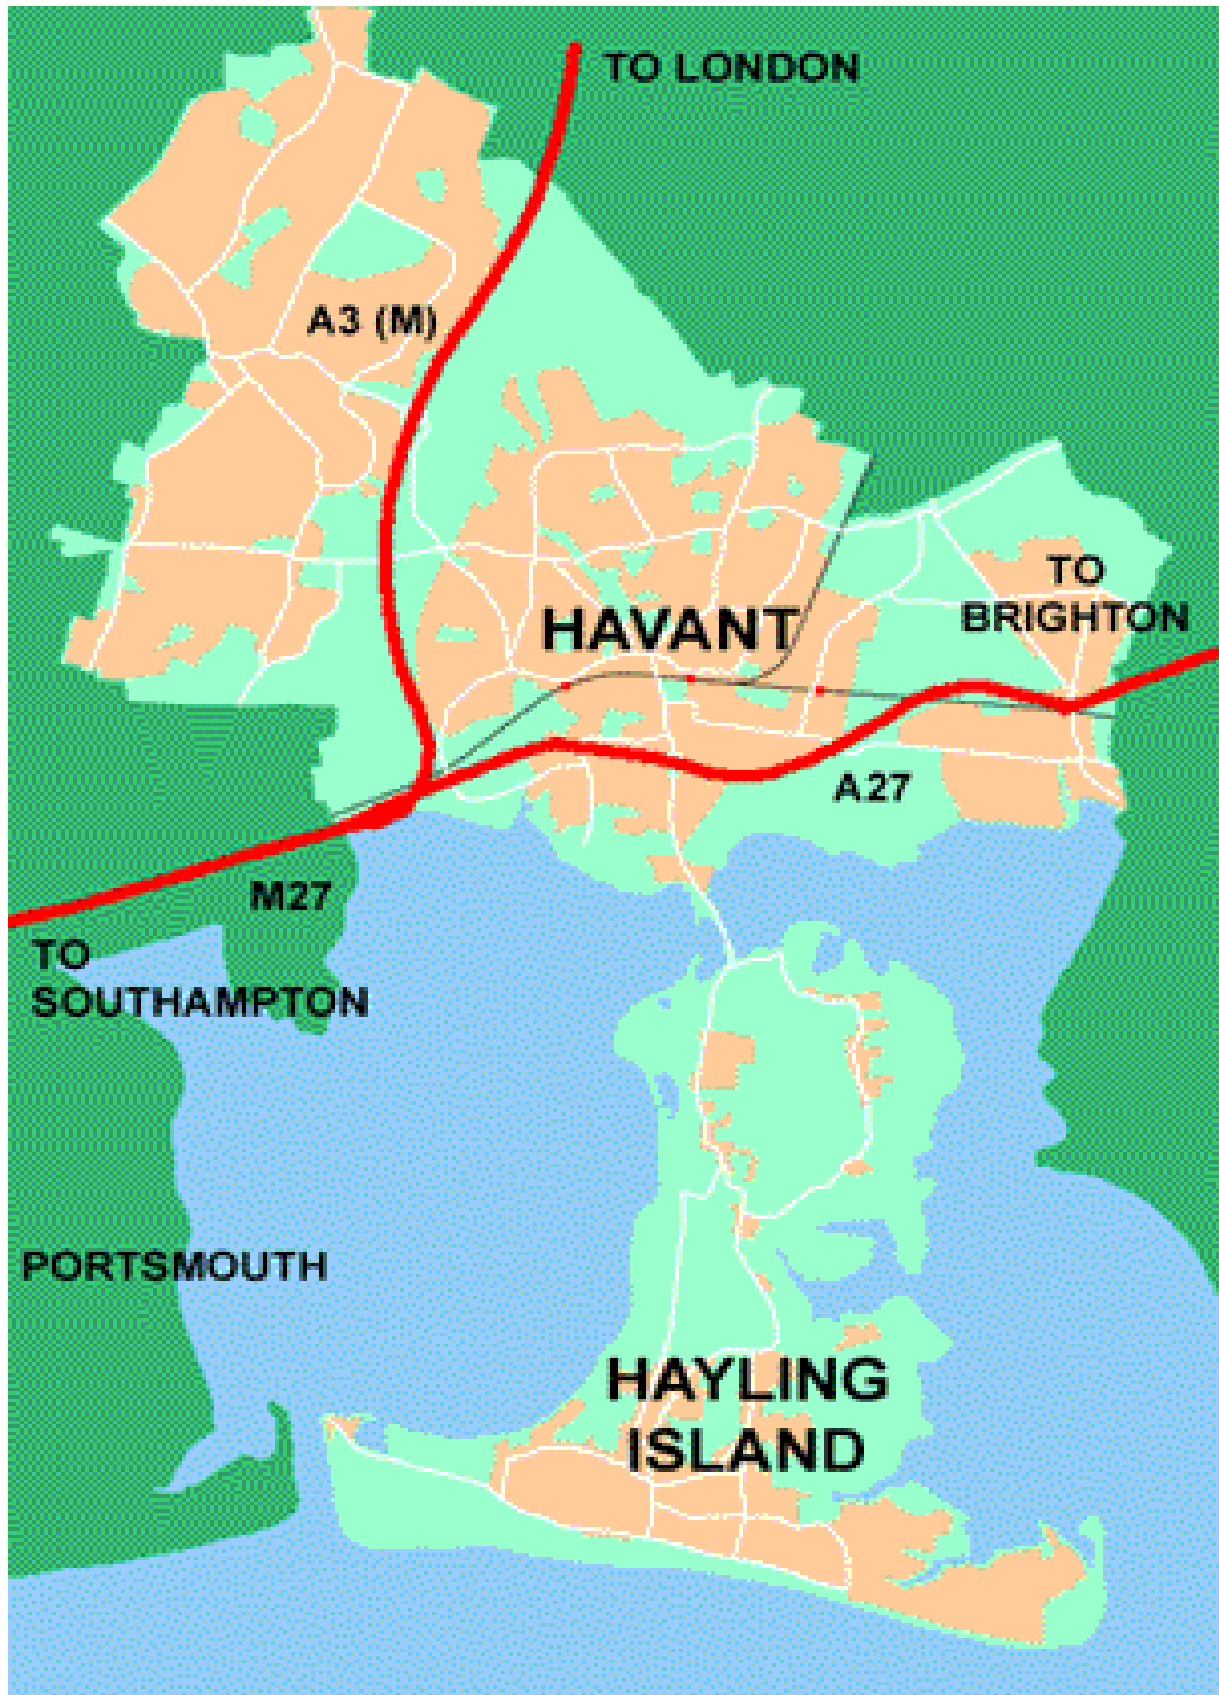 TO LONDON
A3 (M)
TO
BRIGHTON
HAVANT
A27
M27
TO
SOUTHAMPTON
PORTSMOUTH
HAYLING
ISLAND